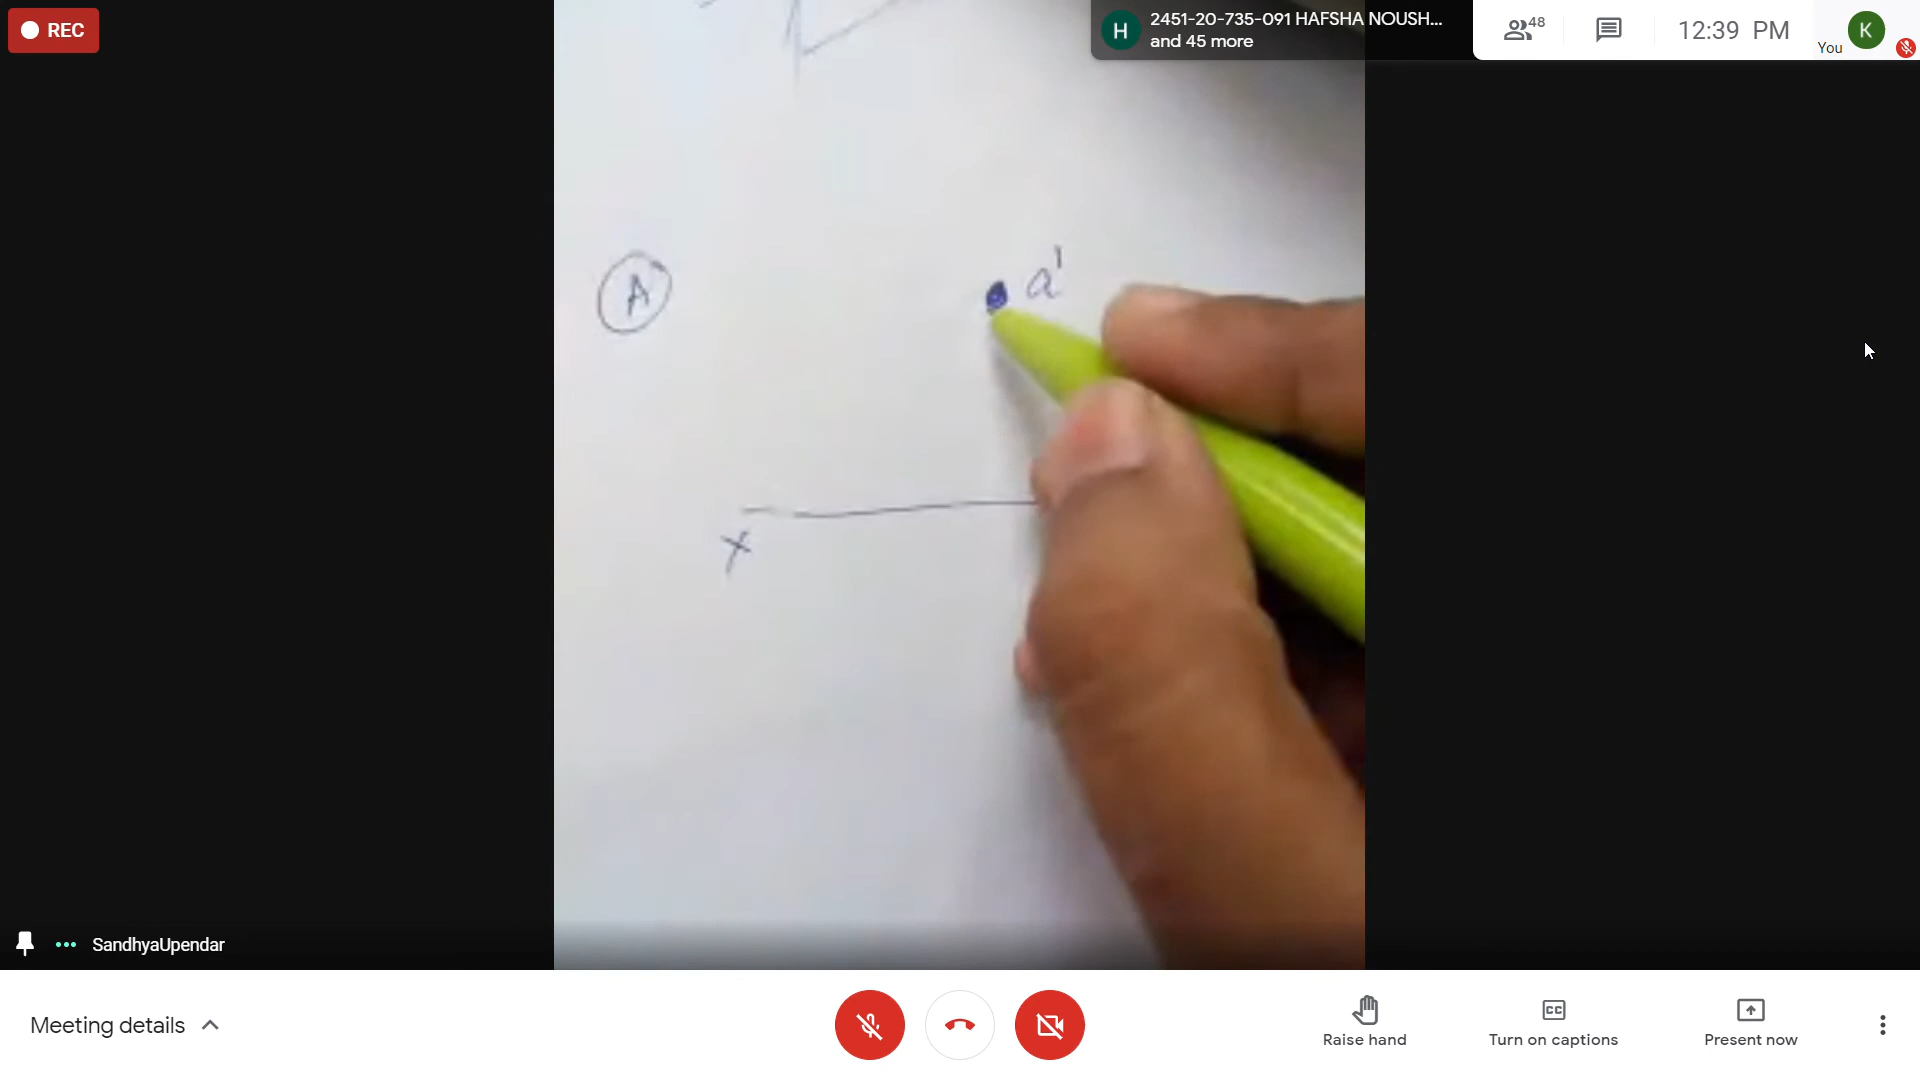 REC
H
2451-20-735-091 HAFSHA NOUSH...
and 45 more
48
12:39 PM
You
K
A
a'
X
SandhyaUpendar
Meeting details
CC
Raise hand
Turn on captions
Present now